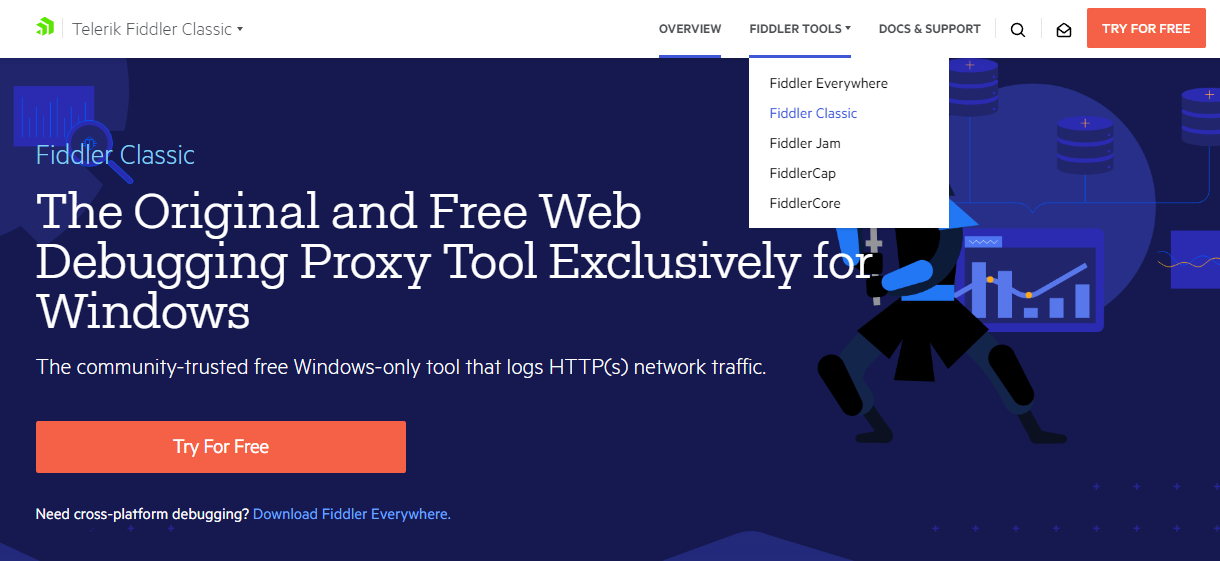 Telerik Fiddler Classic
OVERVIEW
FIDDLER TOOLS
DOCS & SUPPORT
TRY FOR FREE
Fiddler Everywhere
Fiddler Classic
Fiddler Jam
FiddlerCap
FiddlerCore
Fiddler Classic
The Original and Free Web
Debugging Proxy Tool Exclusively for
Windows
The community-trusted free Windows-only tool that logs HTTP(s) network traffic.
Try For Free
Need cross-platform debugging? Download Fiddler Everywhere.